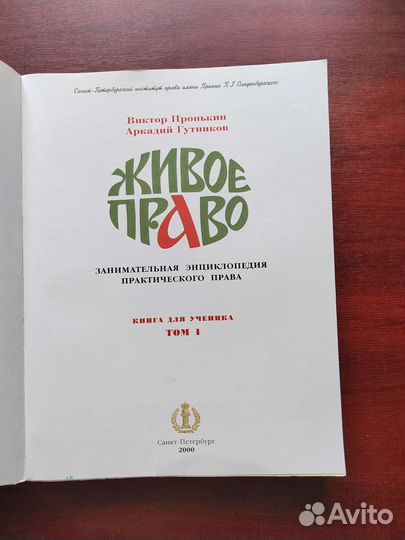 Санкт-Петербургский институт права имени Принца П.Г. Ольденбургского
Виктор Пронькин
Аркадий Гутников
ЖИВОЕ
ПРАВО
ЗАНИМАТЕЛЬНАЯ ЭНЦИКЛОПЕДИЯ
ПРАКТИЧЕСКОГО ПРАВА
КНИГА ДЛЯ УЧЕНИКА
ТОМ I
Санкт-Петербург
2000
Avito